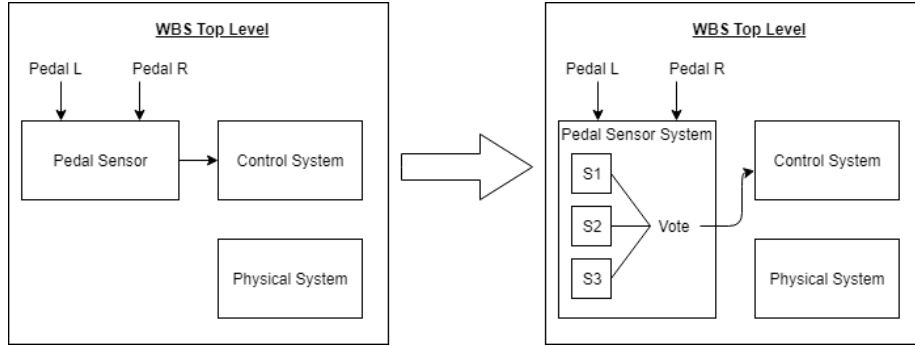 WBS Top Level
Pedal L
Pedal R
Pedal Sensor
Control System
Physical System
WBS Top Level
Pedal L
Pedal R
Pedal Sensor System
S1
S2
S3
Vote
Control System
Physical System